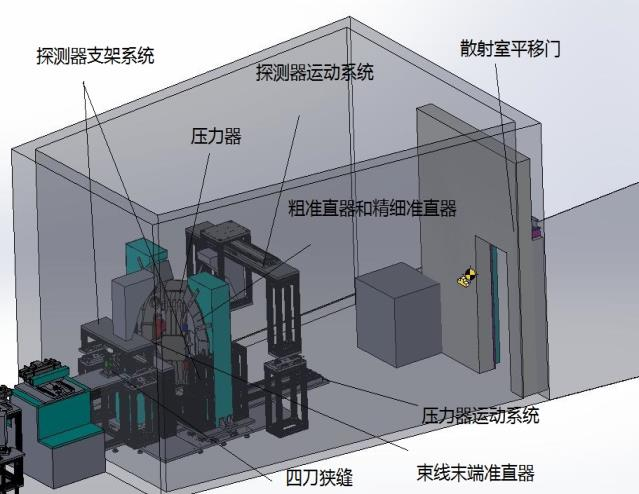 散射室平移门
探测器支架系统
探测器运动系统
压力器
粗准直器和精细准直器
压力器运动系统
四刀狭缝
束线末端准直器